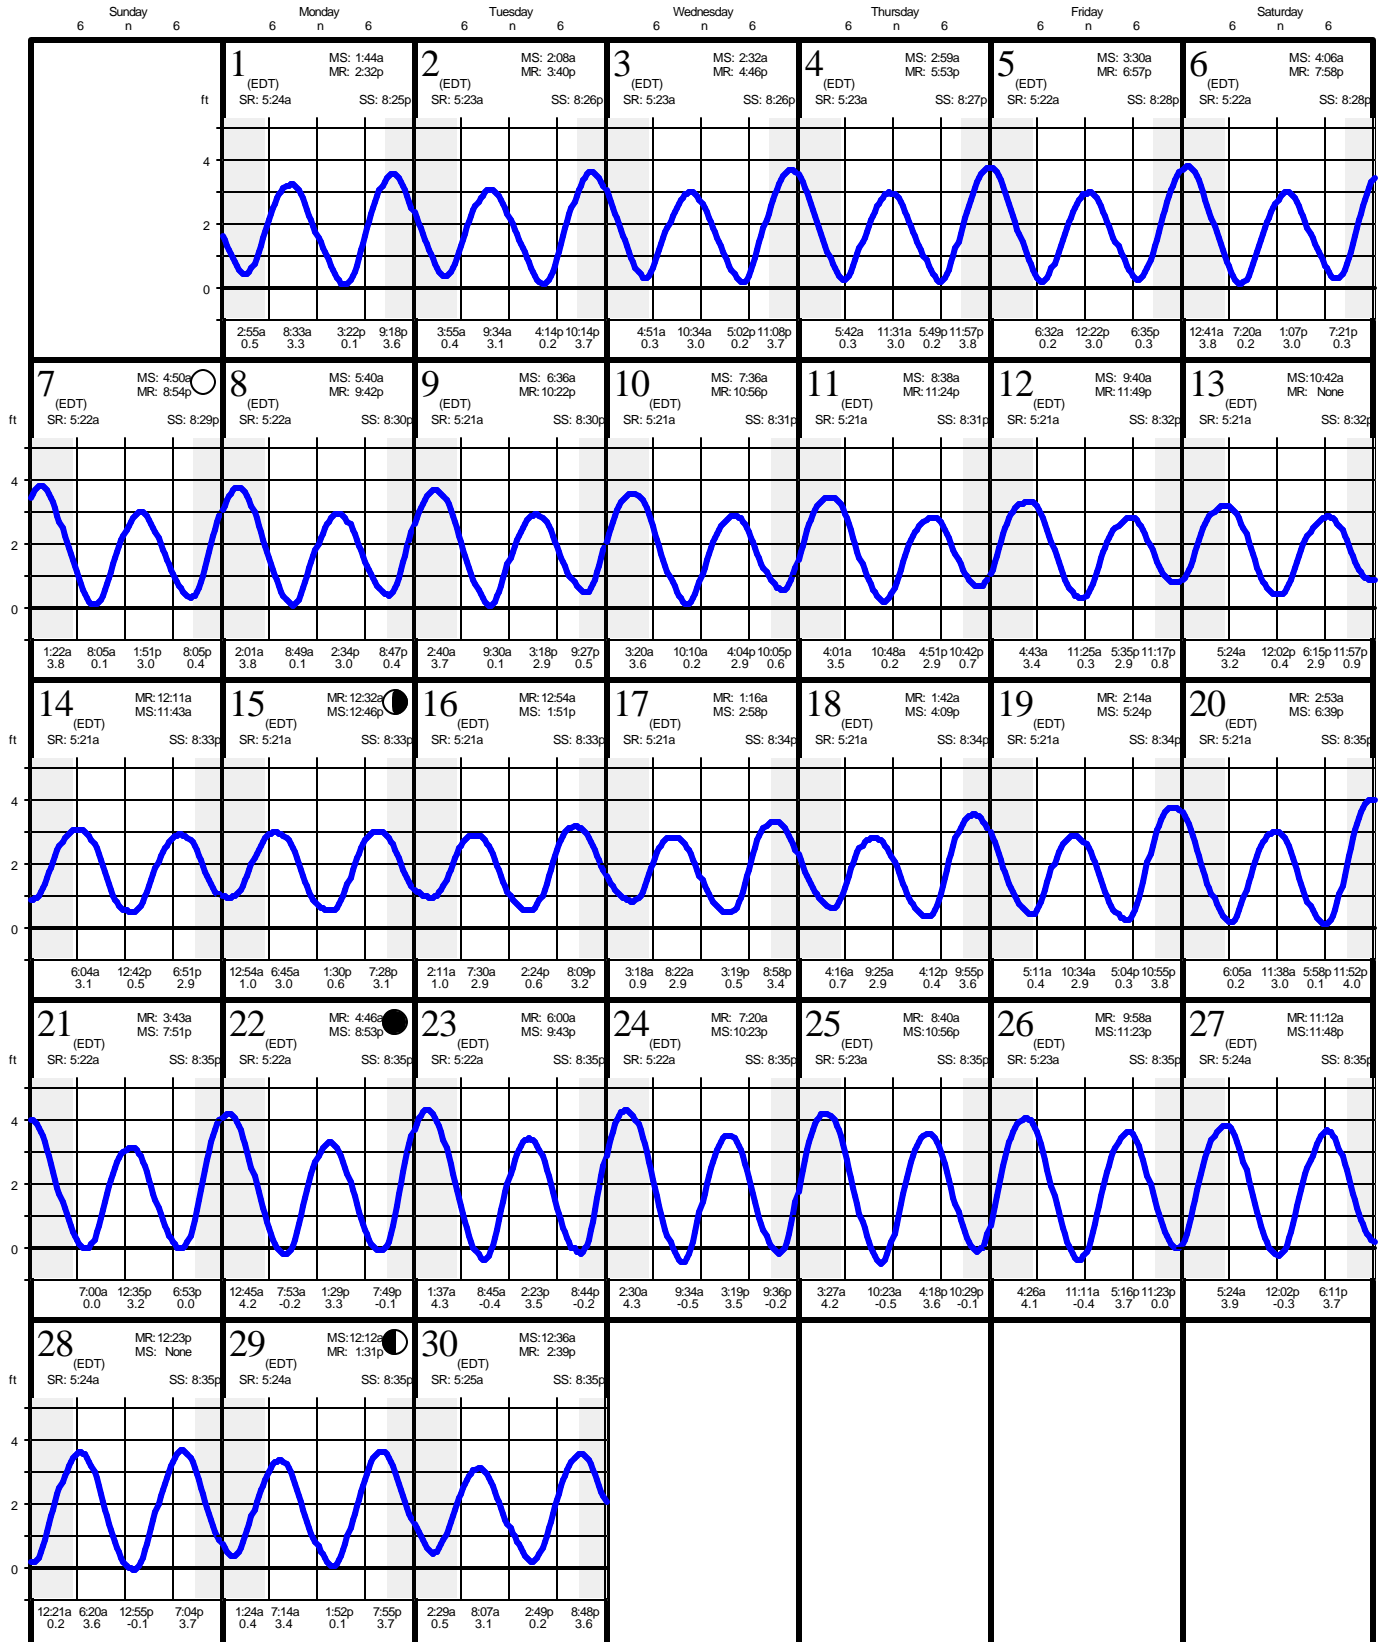 Sunday Monday Tuesday Wednesday Thursday Friday Saturday
6 n 6 6 n 6 6 n 6 6 n 6 6 n 6 6 n 6 6 n 6
1 MS: 1:44a 2 MS: 2:08a 3 MS: 2:32a 4 MS: 2:59a 5 MS: 3:30a 6 MS: 4:06a
MR: 2:32p MR: 3:40p MR: 4:46p MR: 5:53p MR: 6:57p MR: 7:58p
(EDT) (EDT) (EDT) (EDT) (EDT) (EDT)
ft SR: 5:24a SS: 8:25p SR: 5:23a SS: 8:26p SR: 5:23a SS: 8:26p SR: 5:23a SS: 8:27p SR: 5:22a SS: 8:28p SR: 5:22a SS: 8:28p
4
2
0
2:55a 8:33a 3:22p 9:18p 3:55a 9:34a 4:14p 10:14p 4:51a 10:34a 5:02p 11:08p 5:42a 11:31a 5:49p 11:57p 6:32a 12:22p 6:35p 12:41a 7:20a 1:07p 7:21p
0.5 3.3 0.1 3.6 0.4 3.1 0.2 3.7 0.3 3.0 0.2 3.7 0.3 3.0 0.2 3.8 0.2 3.0 0.3 3.8 0.2 3.0 0.3
7 MS: 4:50a 8 MS: 5:40a 9 MS: 6:36a 10 MS: 7:36a 11 MS: 8:38a 12 MS: 9:40a 13 MS:10:42a
MR: 8:54p MR: 9:42p MR:10:22p MR:10:56p MR:11:24p MR:11:49p MR: None
(EDT) (EDT) (EDT) (EDT) (EDT) (EDT) (EDT)
ft SR: 5:22a SS: 8:29p SR: 5:22a SS: 8:30p SR: 5:21a SS: 8:30p SR: 5:21a SS: 8:31p SR: 5:21a SS: 8:31p SR: 5:21a SS: 8:32p SR: 5:21a SS: 8:32p
4
2
0
1:22a 8:05a 1:51p 8:05p 2:01a 8:49a 2:34p 8:47p 2:40a 9:30a 3:18p 9:27p 3:20a 10:10a 4:04p 10:05p 4:01a 10:48a 4:51p 10:42p 4:43a 11:25a 5:35p 11:17p 5:24a 12:02p 6:15p 11:57p
3.8 0.1 3.0 0.4 3.8 0.1 3.0 0.4 3.7 0.1 2.9 0.5 3.6 0.2 2.9 0.6 3.5 0.2 2.9 0.7 3.4 0.3 2.9 0.8 3.2 0.4 2.9 0.9
14 MR:12:11a 15 MR:12:32a 16 MR:12:54a 17 MR: 1:16a 18 MR: 1:42a 19 MR: 2:14a 20 MR: 2:53a
MS:11:43a MS:12:46p MS: 1:51p MS: 2:58p MS: 4:09p MS: 5:24p MS: 6:39p
(EDT) (EDT) (EDT) (EDT) (EDT) (EDT) (EDT)
ft SR: 5:21a SS: 8:33p SR: 5:21a SS: 8:33p SR: 5:21a SS: 8:33p SR: 5:21a SS: 8:34p SR: 5:21a SS: 8:34p SR: 5:21a SS: 8:34p SR: 5:21a SS: 8:35p
4
2
0
6:04a 12:42p 6:51p 12:54a 6:45a 1:30p 7:28p 2:11a 7:30a 2:24p 8:09p 3:18a 8:22a 3:19p 8:58p 4:16a 9:25a 4:12p 9:55p 5:11a 10:34a 5:04p 10:55p 6:05a 11:38a 5:58p 11:52p
3.1 0.5 2.9 1.0 3.0 0.6 3.1 1.0 2.9 0.6 3.2 0.9 2.9 0.5 3.4 0.7 2.9 0.4 3.6 0.4 2.9 0.3 3.8 0.2 3.0 0.1 4.0
21 MR: 3:43a 22 MR: 4:46a 23 MR: 6:00a 24 MR: 7:20a 25 MR: 8:40a 26 MR: 9:58a 27 MR:11:12a
MS: 7:51p MS: 8:53p MS: 9:43p MS:10:23p MS:10:56p MS:11:23p MS:11:48p
(EDT) (EDT) (EDT) (EDT) (EDT) (EDT) (EDT)
ft SR: 5:22a SS: 8:35p SR: 5:22a SS: 8:35p SR: 5:22a SS: 8:35p SR: 5:22a SS: 8:35p SR: 5:23a SS: 8:35p SR: 5:23a SS: 8:35p SR: 5:24a SS: 8:35p
4
2
0
7:00a 12:35p 6:53p 12:45a 7:53a 1:29p 7:49p 1:37a 8:45a 2:23p 8:44p 2:30a 9:34a 3:19p 9:36p 3:27a 10:23a 4:18p 10:29p 4:26a 11:11a 5:16p 11:23p 5:24a 12:02p 6:11p
0.0 3.2 0.0 4.2 -0.2 3.3 -0.1 4.3 -0.4 3.5 -0.2 4.3 -0.5 3.5 -0.2 4.2 -0.5 3.6 -0.1 4.1 -0.4 3.7 0.0 3.9 -0.3 3.7
28 MR:12:23p 29 MS:12:12a 30 MS:12:36a
MS: None MR: 1:31p MR: 2:39p
(EDT) (EDT) (EDT)
ft SR: 5:24a SS: 8:35p SR: 5:24a SS: 8:35p SR: 5:25a SS: 8:35p
4
2
0
12:21a 6:20a 12:55p 7:04p 1:24a 7:14a 1:52p 7:55p 2:29a 8:07a 2:49p 8:48p
0.2 3.6 -0.1 3.7 0.4 3.4 0.1 3.7 0.5 3.1 0.2 3.6